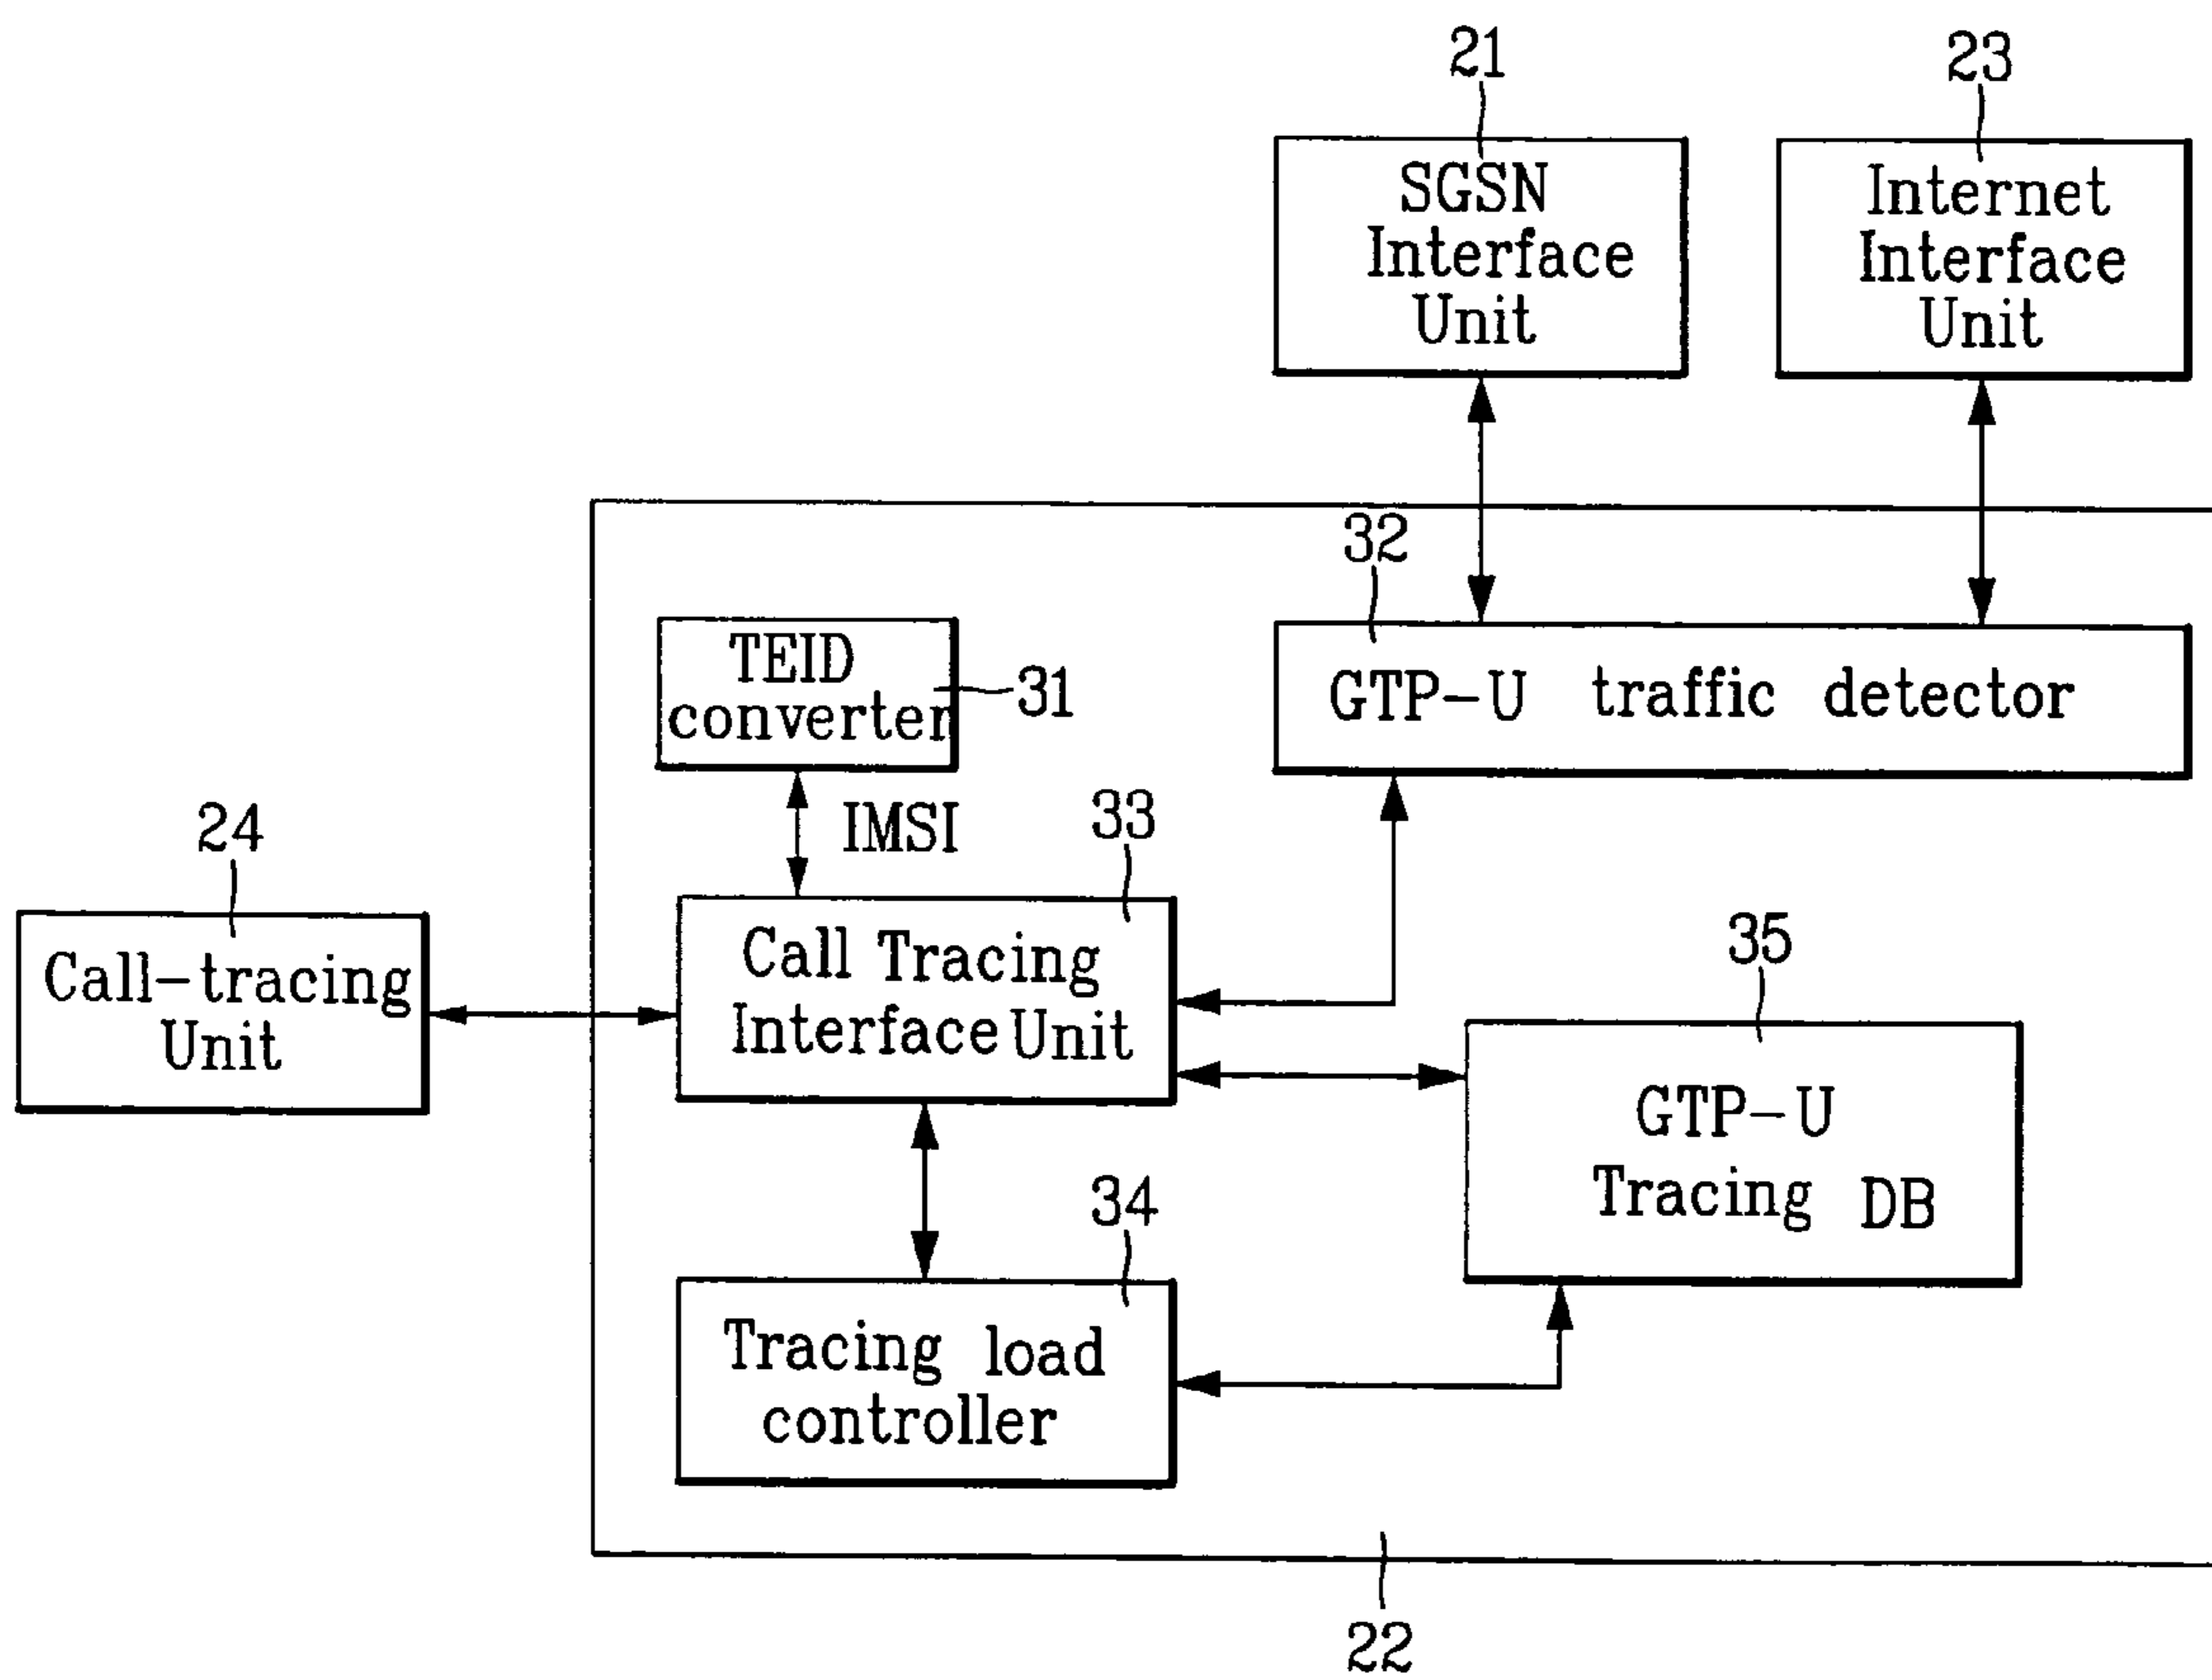 21
23
SGSN
Interface
Unit
Internet
Interface
Unit
32
GTP-U traffic detector
TEID
converter
31
IMSI
24
33
Call-tracing
Unit
Call Tracing
Interface Unit
35
GTP-U
Tracing DB
34
Tracing load
controller
22